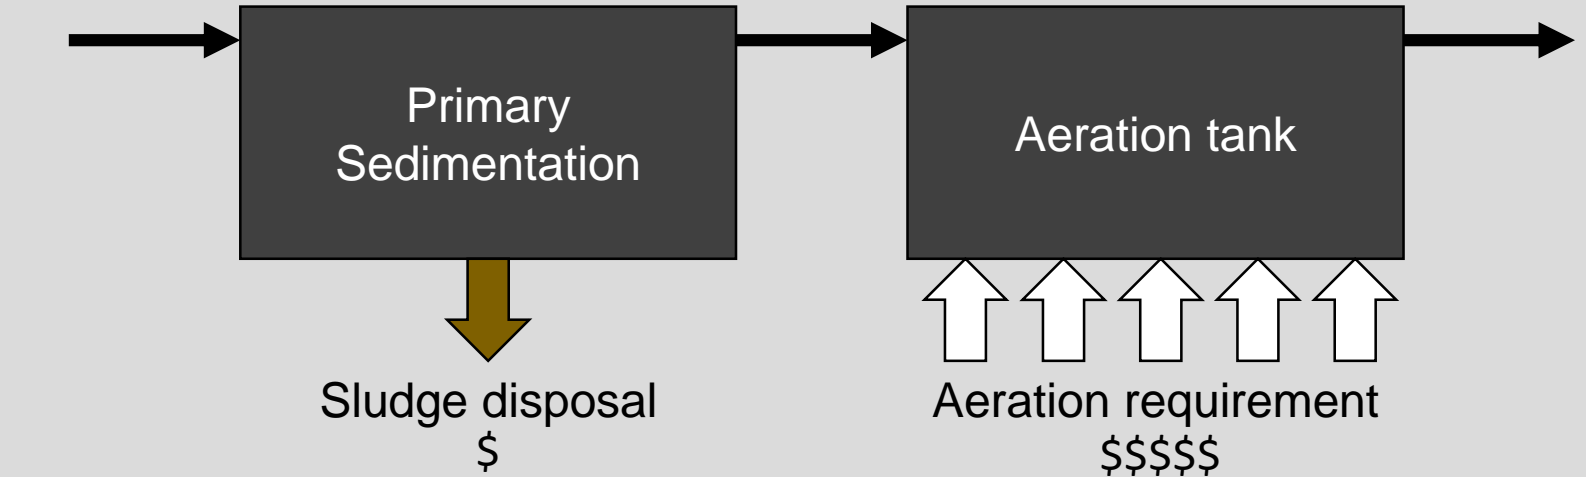 Primary
Sedimentation
Aeration tank
Sludge disposal
$
Aeration requirement
$$$$$